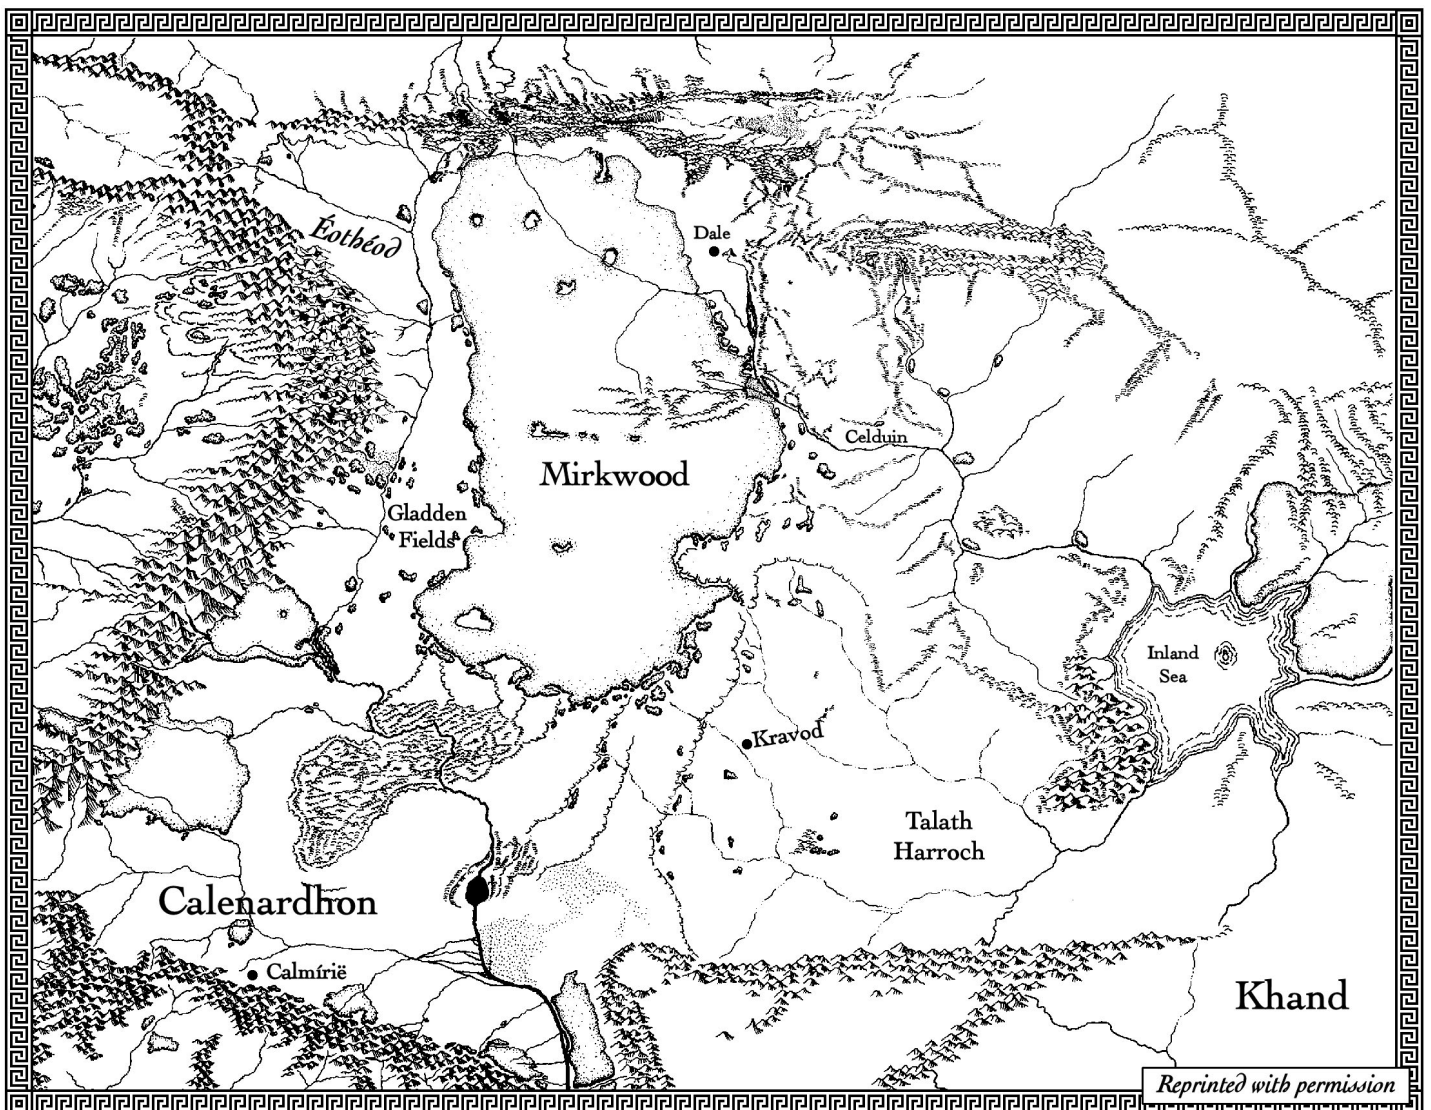 Éothéod
Dale
Celduin
Mirkwood
Gladden
Fields
Inland
Sea
Kravod
Talath
Harroch
Calenardhon
Calmírië
Khand
Reprinted with permission